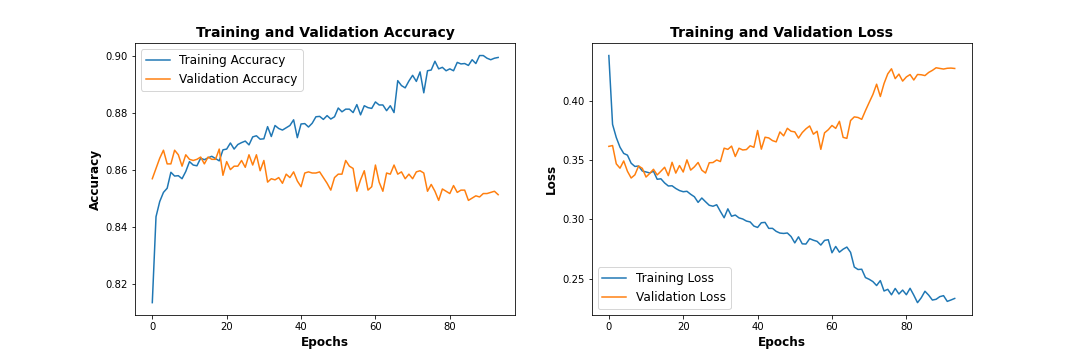 Training and Validation Accuracy
0.90
0.88
0.86
0.84
0.82
Accuracy
Training Accuracy
Validation Accuracy
0
20
40
60
80
Epochs
Training and Validation Loss
0.40
0.35
0.30
0.25
Loss
Training Loss
Validation Loss
0
20
40
60
80
Epochs